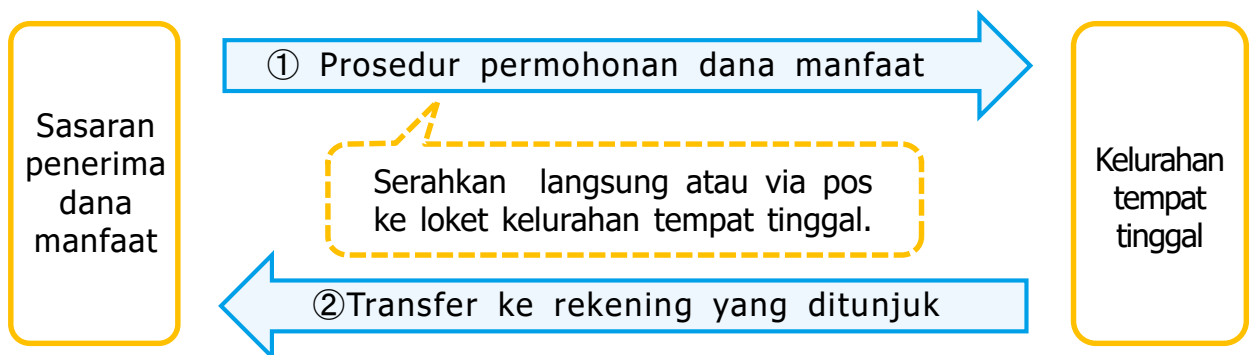 Sasaran
penerima
dana
manfaat
① Prosedur permohonan dana manfaat
Serahkan langsung atau via pos
ke loket kelurahan tempat tinggal.
②Transfer ke rekening yang ditunjuk
Kelurahan
tempat
tinggal